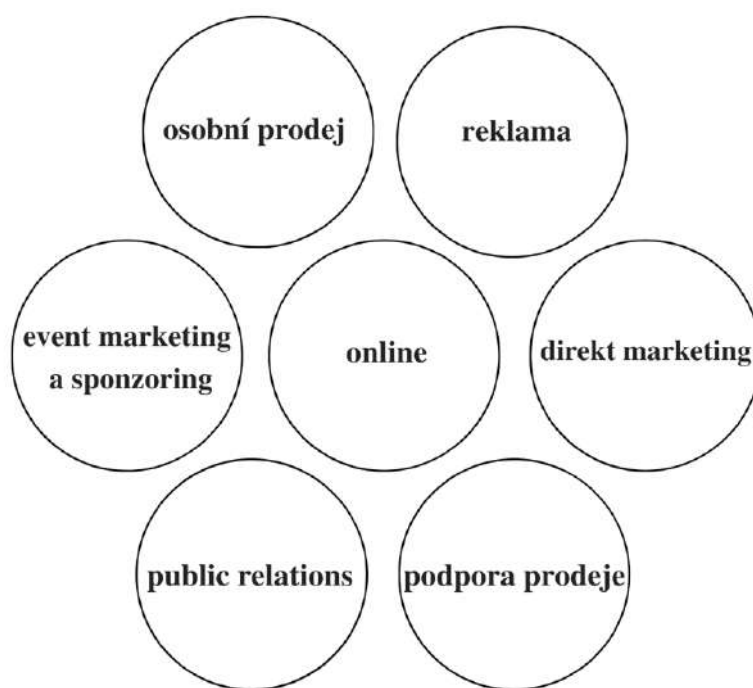 osobní prodej
reklama
event marketing
a sponzoring
online
direkt marketing
public relations
podpora prodeje